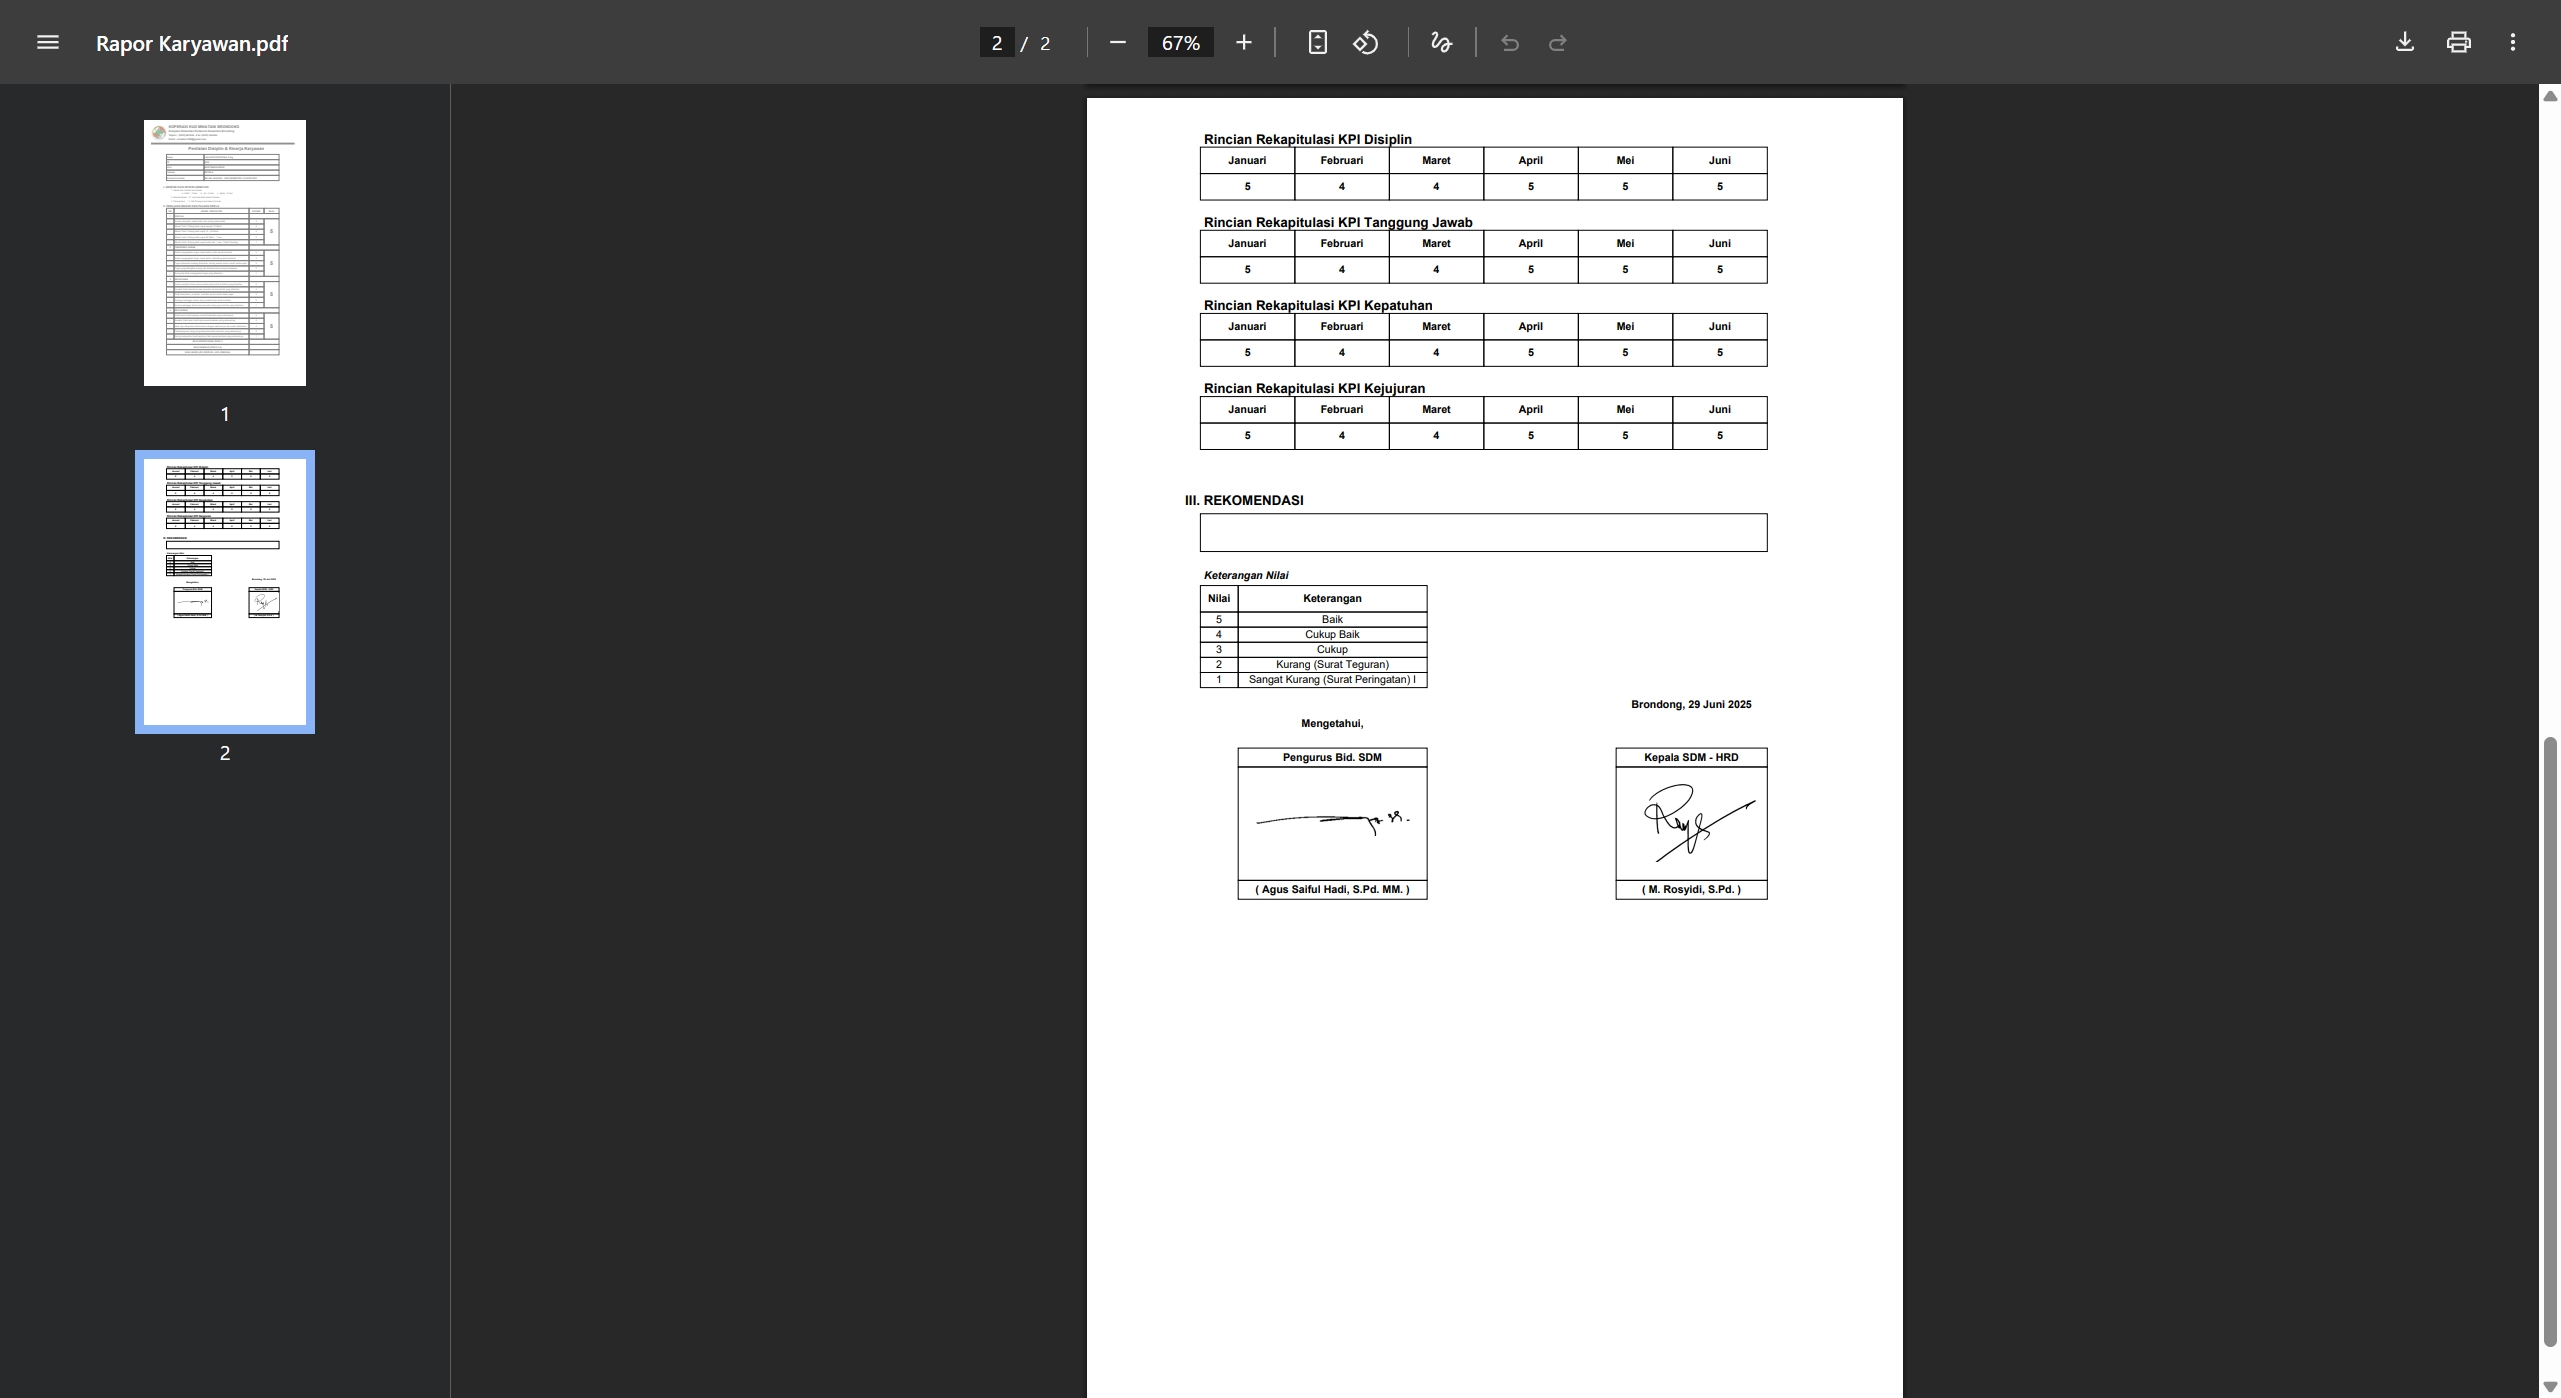 Rapor Karyawan.pdf
2 / 2
67%
1
2
Rincian Rekapitulasi KPI Disiplin
Januari Februari Maret April Mei Juni
5 4 4 5 5 5
Rincian Rekapitulasi KPI Tanggung Jawab
Januari Februari Maret April Mei Juni
5 4 4 5 5 5
Rincian Rekapitulasi KPI Kepatuhan
Januari Februari Maret April Mei Juni
5 4 4 5 5 5
Rincian Rekapitulasi KPI Kejujuran
Januari Februari Maret April Mei Juni
5 4 4 5 5 5
III. REKOMENDASI
Keterangan Nilai
Nilai Keterangan
5 Baik
4 Cukup Baik
3 Cukup
2 Kurang (Surat Teguran)
1 Sangat Kurang (Surat Peringatan) I
Brondong, 29 Juni 2025
Mengetahui,
Pengurus Bid. SDM Kepala SDM - HRD
( Agus Saiful Hadi, S.Pd. MM. ) ( M. Rosyidi, S.Pd. )